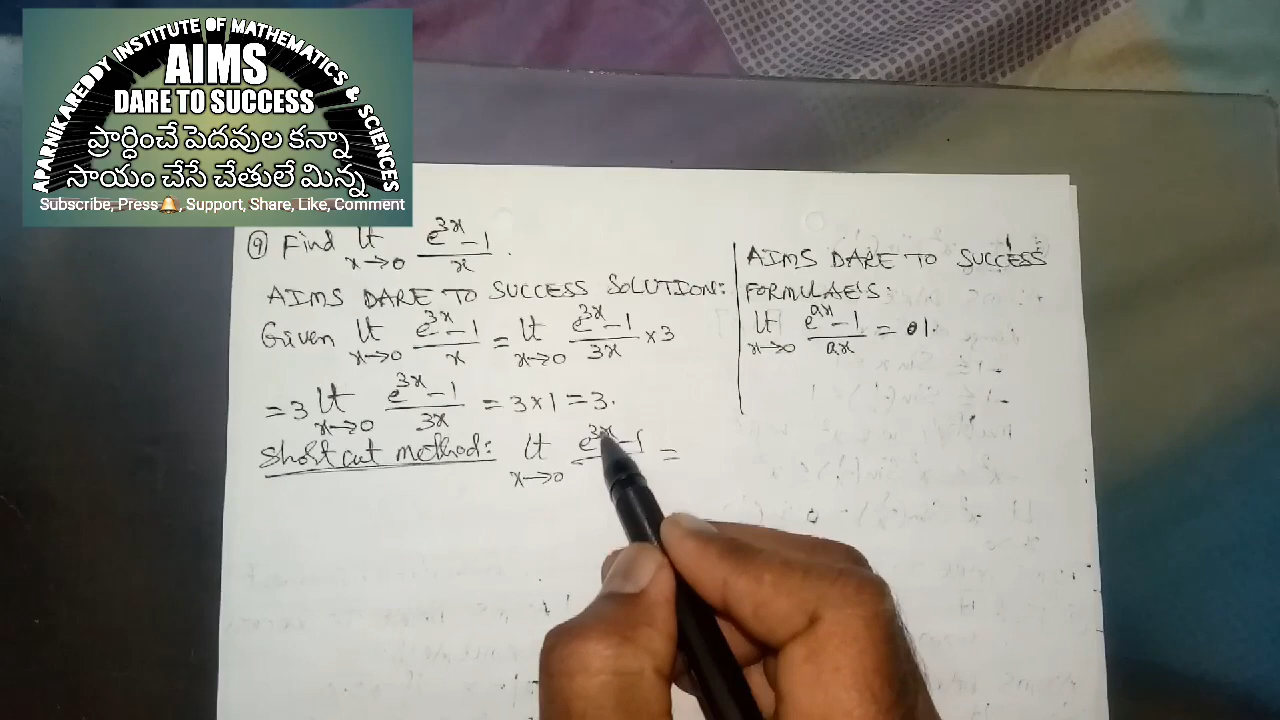 APARNIKAREDDY INSTITUTE OF MATHEMATICS & SCIENCES
AIMS
DARE TO SUCCESS
ప్రార్ధించే పెదవుల కన్నా
సాయం చేసే చేతులే మిన్న
Subscribe, Press🔔, Support, Share, Like, Comment
⑨ Find lt x→0 (e^3x − 1)/x .
AIMS DARE TO SUCCESS SOLUTION:
Given lt x→0 (e^3x − 1)/x = lt x→0 (e^3x − 1)/3x × 3
= 3 lt x→0 (e^3x − 1)/3x = 3×1 = 3.
Short cut method: lt x→0 e^3x − 1 =
AIMS DARE TO SUCCESS
FORMULAE'S:
lt x→0 (e^ax − 1)/ax = 1.